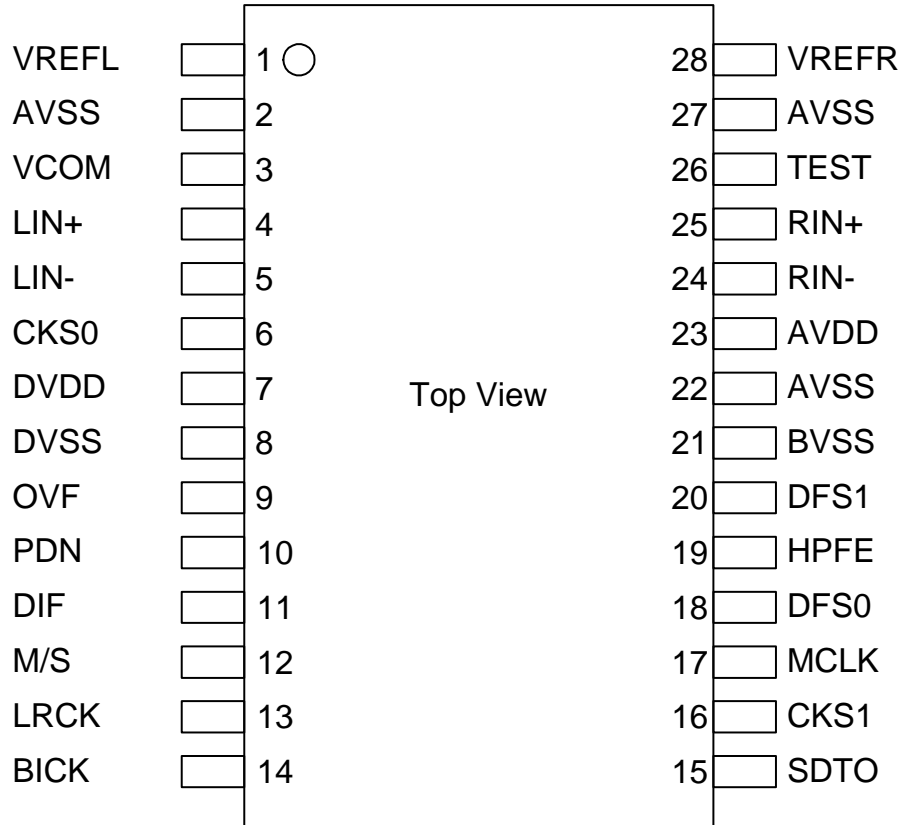 VREFL 1 28 VREFR
AVSS 2 27 AVSS
VCOM 3 26 TEST
LIN+ 4 25 RIN+
LIN- 5 24 RIN-
CKS0 6 23 AVDD
DVDD 7 Top View 22 AVSS
DVSS 8 21 BVSS
OVF 9 20 DFS1
PDN 10 19 HPFE
DIF 11 18 DFS0
M/S 12 17 MCLK
LRCK 13 16 CKS1
BICK 14 15 SDTO